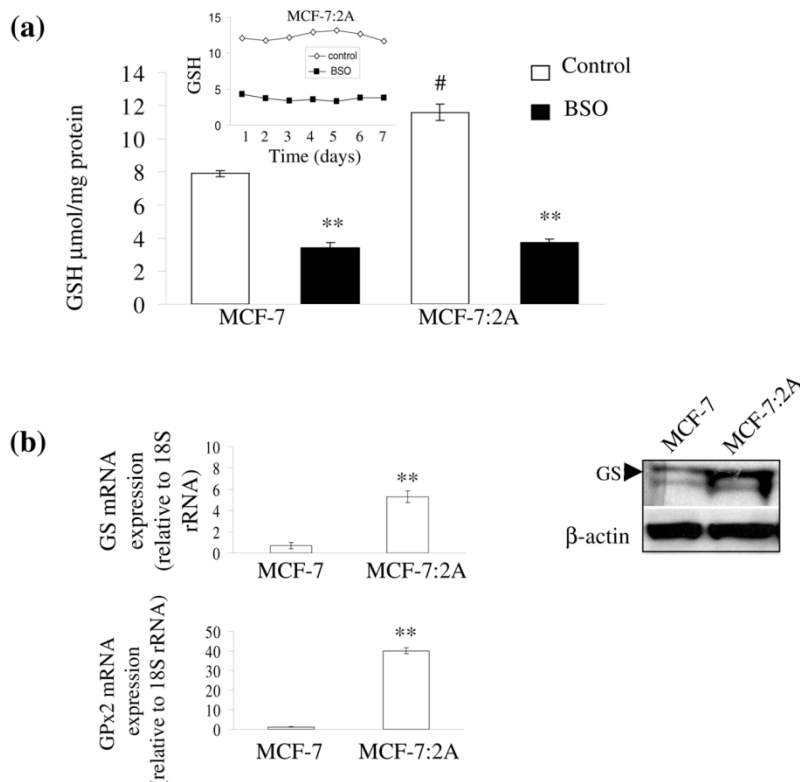 (a)
MCF-7:2A
15
10
5
0
GSH
control
BSO
1 2 3 4 5 6 7
Time (days)
14
12
10
8
6
4
2
0
GSH μmol/mg protein
#
**
**
MCF-7
MCF-7:2A
Control
BSO
(b)
GS mRNA
expression
(relative to 18S
rRNA)
10
8
6
4
2
0
**
MCF-7
MCF-7:2A
MCF-7
MCF-7:2A
GS
β-actin
GPx2 mRNA
expression
(relative to 18S rRNA)
50
40
30
20
10
0
**
MCF-7
MCF-7:2A